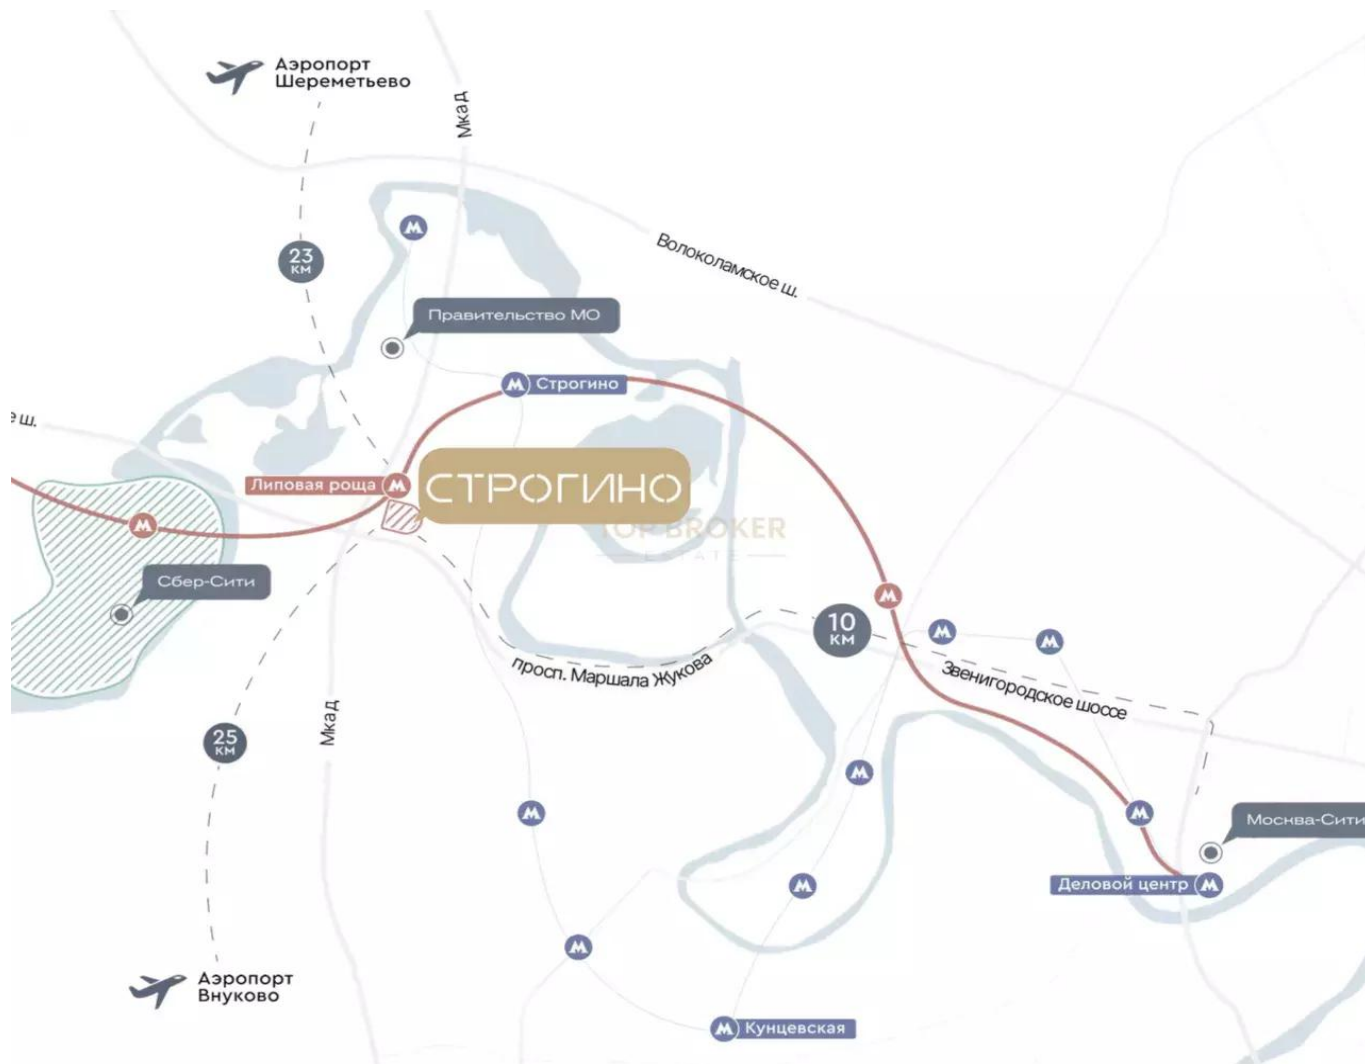 Аэропорт
Шереметьево
Мкад
23
КМ
Волоколамское ш.
Правительство МО
Строгино
е ш.
Липовая роща
СТРОГИНО
TOP BROKER
ESTATE
Сбер-Сити
10
КМ
просп. Маршала Жукова
Звенигородское шоссе
Мкад
25
КМ
Москва-Сити
Деловой центр
Аэропорт
Внуково
Кунцевская